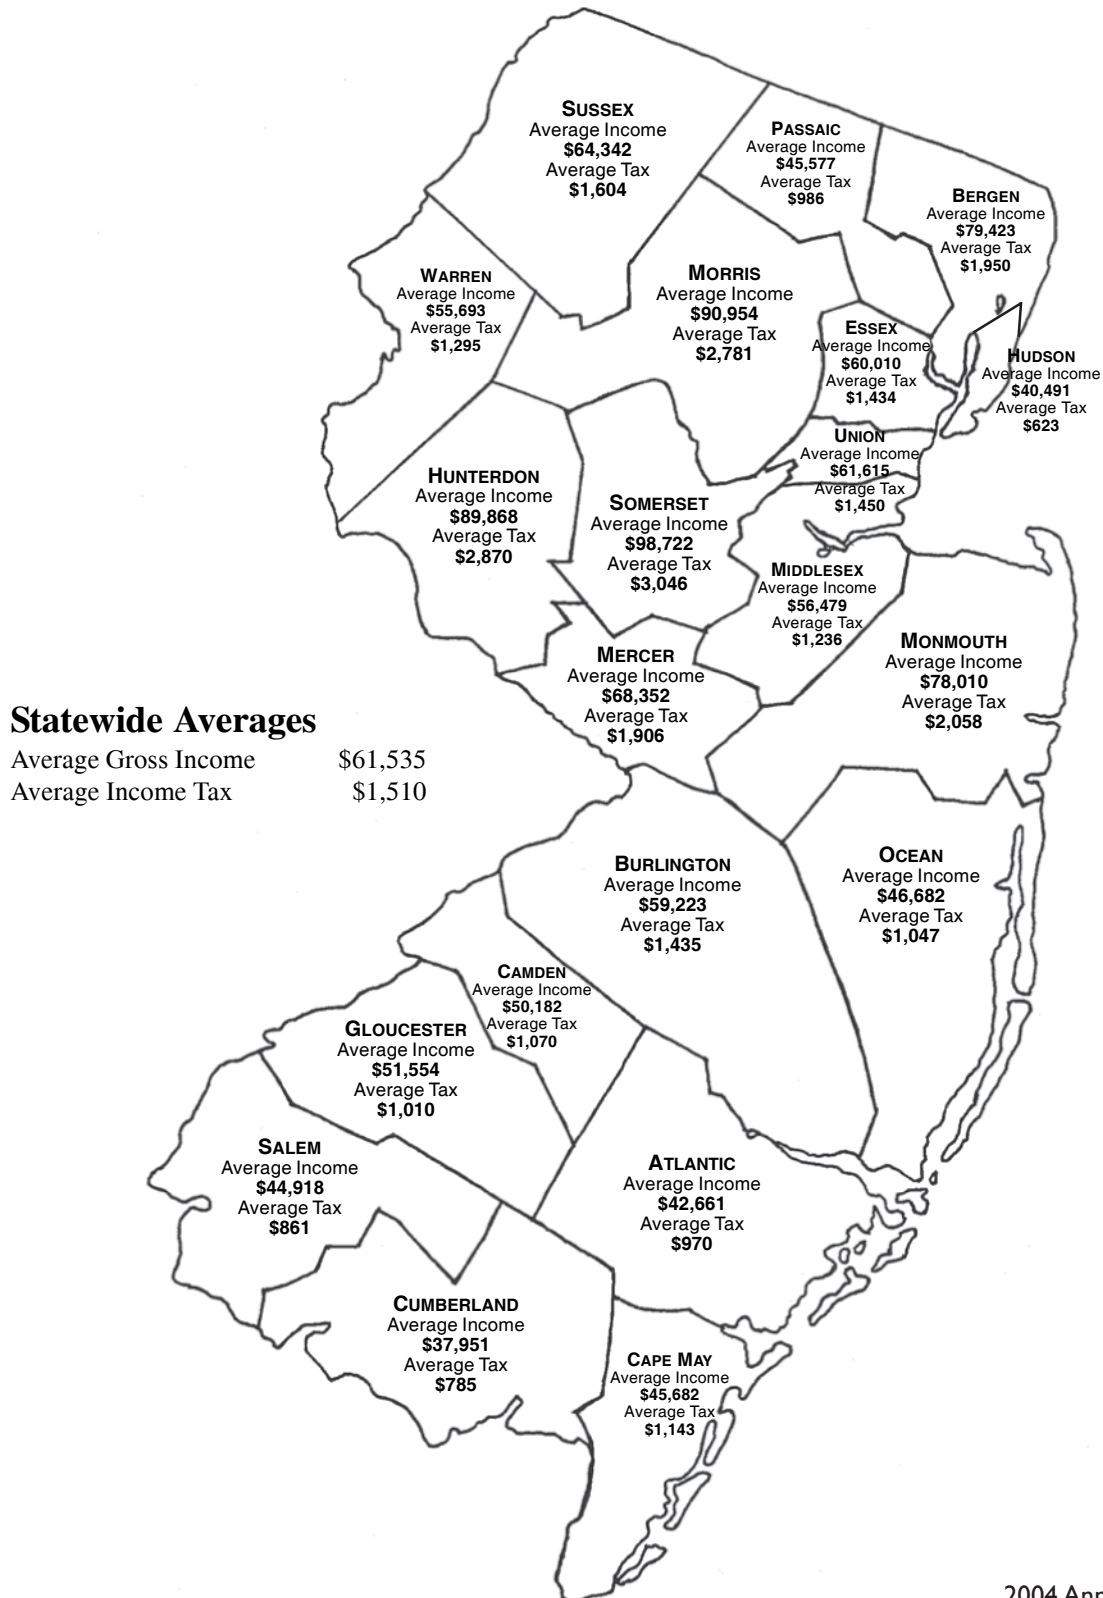 SUSSEX
Average Income
$64,342
Average Tax
$1,604
PASSAIC
Average Income
$45,577
Average Tax
$986
BERGEN
Average Income
$79,423
Average Tax
$1,950
WARREN
Average Income
$55,693
Average Tax
$1,295
MORRIS
Average Income
$90,954
Average Tax
$2,781
ESSEX
Average Income
$60,010
Average Tax
$1,434
HUDSON
Average Income
$40,491
Average Tax
$623
UNION
Average Income
$61,615
Average Tax
$1,450
HUNTERDON
Average Income
$89,868
Average Tax
$2,870
SOMERSET
Average Income
$98,722
Average Tax
$3,046
MIDDLESEX
Average Income
$56,479
Average Tax
$1,236
MERCER
Average Income
$68,352
Average Tax
$1,906
MONMOUTH
Average Income
$78,010
Average Tax
$2,058
Statewide Averages
Average Gross Income $61,535
Average Income Tax $1,510
BURLINGTON
Average Income
$59,223
Average Tax
$1,435
OCEAN
Average Income
$46,682
Average Tax
$1,047
CAMDEN
Average Income
$50,182
Average Tax
$1,070
GLOUCESTER
Average Income
$51,554
Average Tax
$1,010
SALEM
Average Income
$44,918
Average Tax
$861
ATLANTIC
Average Income
$42,661
Average Tax
$970
CUMBERLAND
Average Income
$37,951
Average Tax
$785
CAPE MAY
Average Income
$45,682
Average Tax
$1,143
2004 Ann